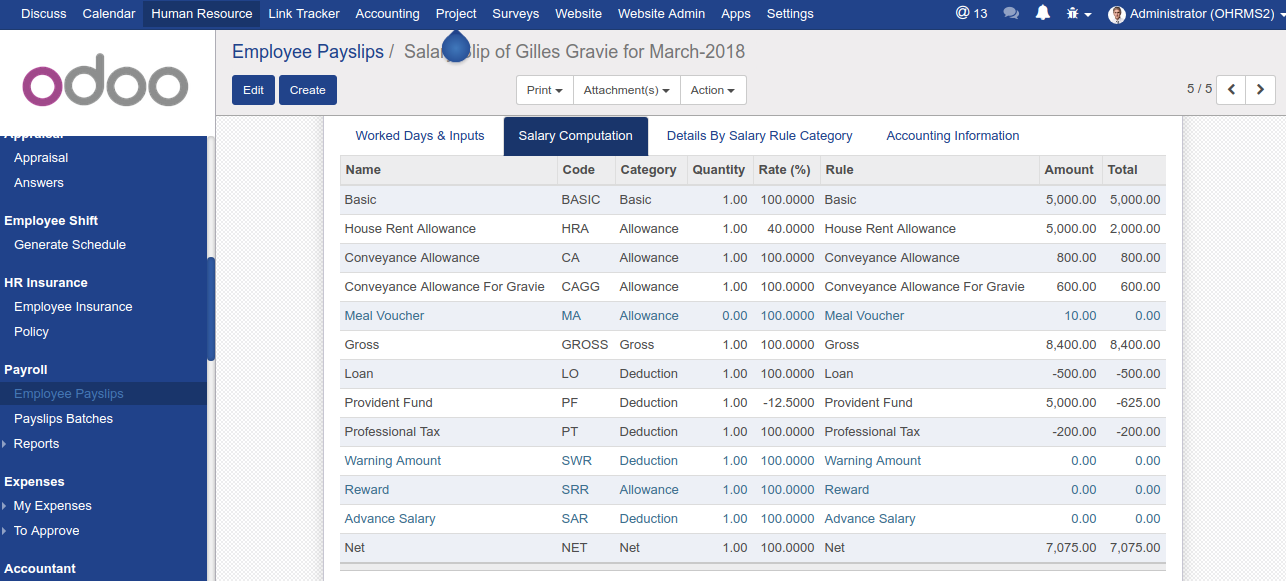 Discuss Calendar Human Resource Link Tracker Accounting Project Surveys Website Website Admin Apps Settings @ 13 Administrator (OHRMS2)
odoo
Employee Payslips / Salary Slip of Gilles Gravie for March-2018
Edit Create Print Attachment(s) Action 5 / 5
Appraisal
Appraisal
Answers
Employee Shift
Generate Schedule
HR Insurance
Employee Insurance
Policy
Payroll
Employee Payslips
Payslips Batches
Reports
Expenses
My Expenses
To Approve
Accountant
Worked Days & Inputs Salary Computation Details By Salary Rule Category Accounting Information
Name Code Category Quantity Rate (%) Rule Amount Total
Basic BASIC Basic 1.00 100.0000 Basic 5,000.00 5,000.00
House Rent Allowance HRA Allowance 1.00 40.0000 House Rent Allowance 5,000.00 2,000.00
Conveyance Allowance CA Allowance 1.00 100.0000 Conveyance Allowance 800.00 800.00
Conveyance Allowance For Gravie CAGG Allowance 1.00 100.0000 Conveyance Allowance For Gravie 600.00 600.00
Meal Voucher MA Allowance 0.00 100.0000 Meal Voucher 10.00 0.00
Gross GROSS Gross 1.00 100.0000 Gross 8,400.00 8,400.00
Loan LO Deduction 1.00 100.0000 Loan -500.00 -500.00
Provident Fund PF Deduction 1.00 -12.5000 Provident Fund 5,000.00 -625.00
Professional Tax PT Deduction 1.00 100.0000 Professional Tax -200.00 -200.00
Warning Amount SWR Deduction 1.00 100.0000 Warning Amount 0.00 0.00
Reward SRR Allowance 1.00 100.0000 Reward 0.00 0.00
Advance Salary SAR Deduction 1.00 100.0000 Advance Salary 0.00 0.00
Net NET Net 1.00 100.0000 Net 7,075.00 7,075.00